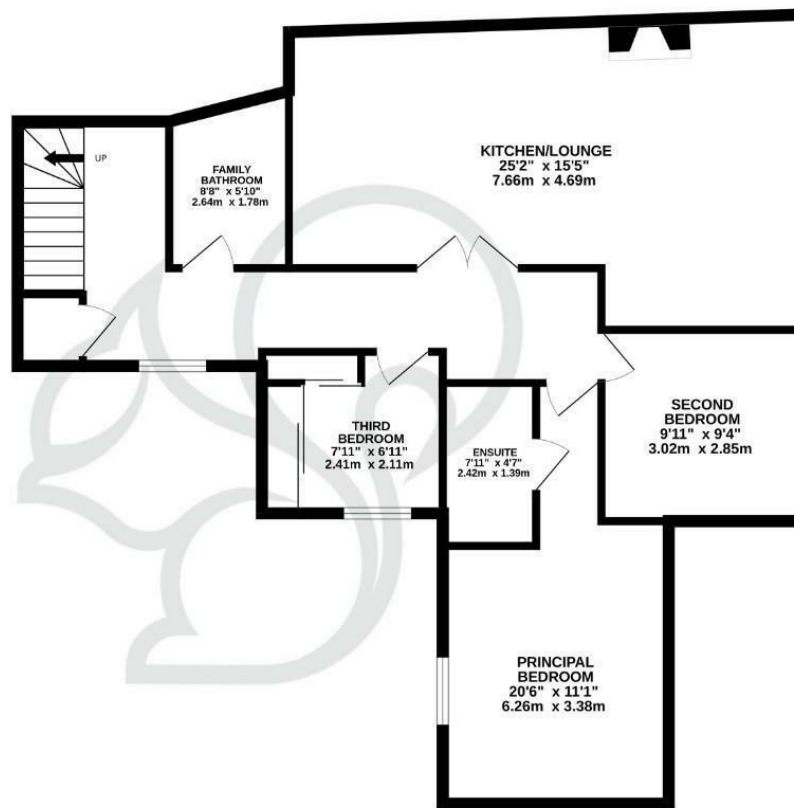 KITCHEN/LOUNGE
25'2" x 15'5"
7.66m x 4.69m
UP
FAMILY
BATHROOM
8'8" x 5'10"
2.64m x 1.78m
THIRD
BEDROOM
7'11" x 6'11"
2.41m x 2.11m
ENSUITE
7'11" x 4'7"
2.42m x 1.39m
SECOND
BEDROOM
9'11" x 9'4"
3.02m x 2.85m
PRINCIPAL
BEDROOM
20'6" x 11'1"
6.26m x 3.38m